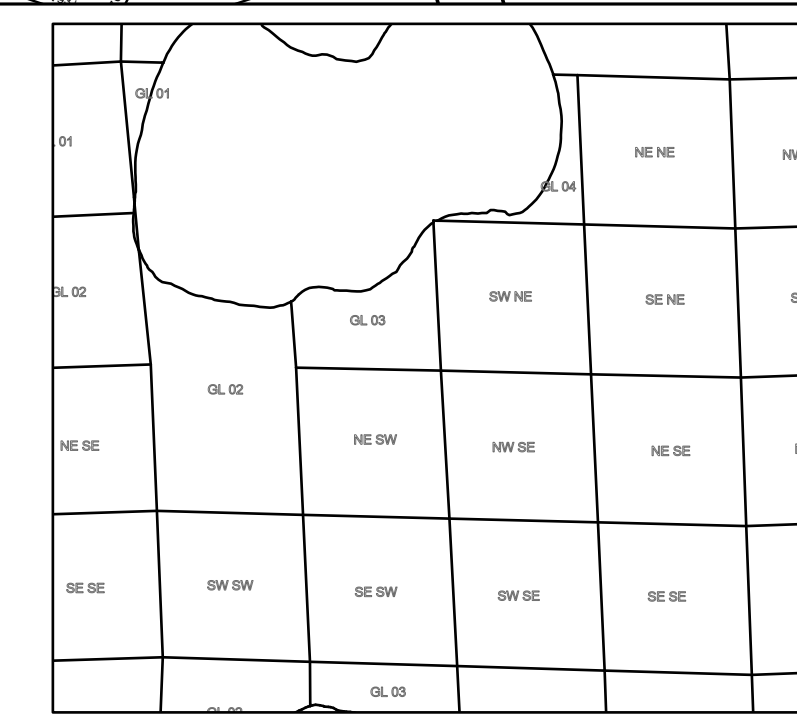 GL 01
01
NE NE
GL 04
GL 02
SW NE
SE NE
GL 03
GL 02
NE SE
NE SW
NW SE
NE SE
SE SE
SW SW
SE SW
SW SE
SE SE
GL 03